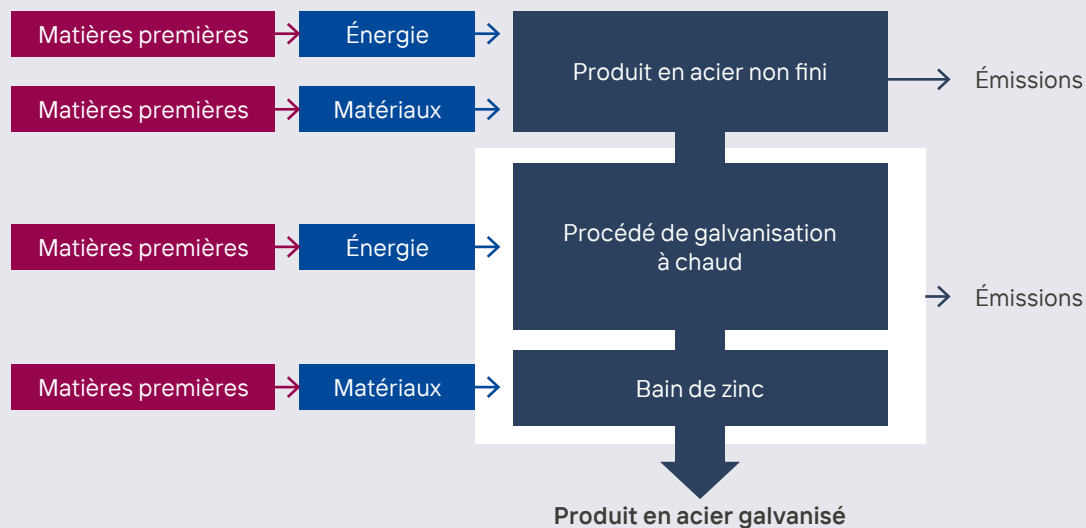 Matières premières
Énergie
Produit en acier non fini
Émissions
Matières premières
Matériaux
Matières premières
Énergie
Procédé de galvanisation
à chaud
Émissions
Matières premières
Matériaux
Bain de zinc
Produit en acier galvanisé